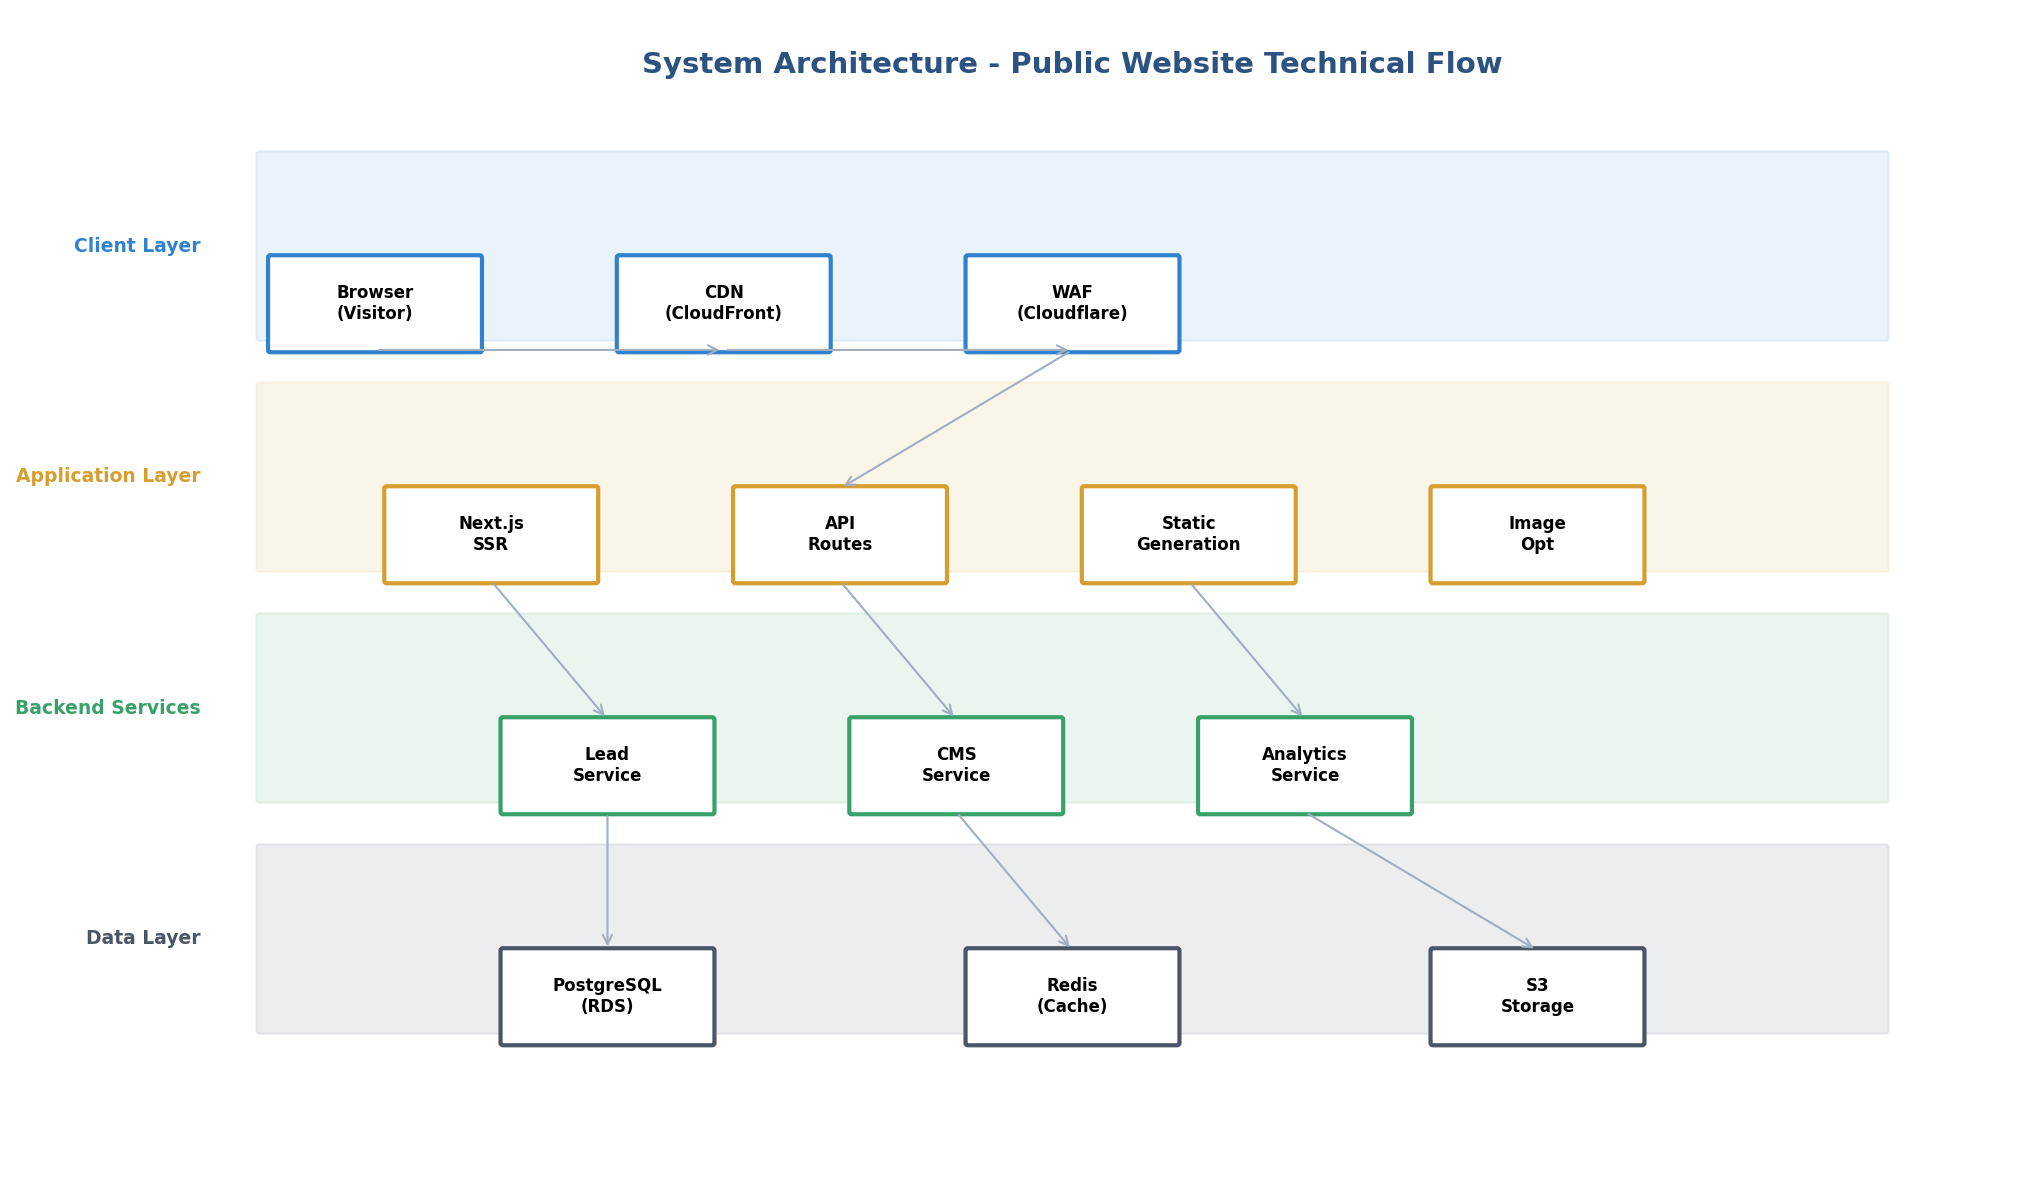 System Architecture - Public Website Technical Flow
Client Layer
Browser
(Visitor)
CDN
(CloudFront)
WAF
(Cloudflare)
Application Layer
Next.js
SSR
API
Routes
Static
Generation
Image
Opt
Backend Services
Lead
Service
CMS
Service
Analytics
Service
Data Layer
PostgreSQL
(RDS)
Redis
(Cache)
S3
Storage